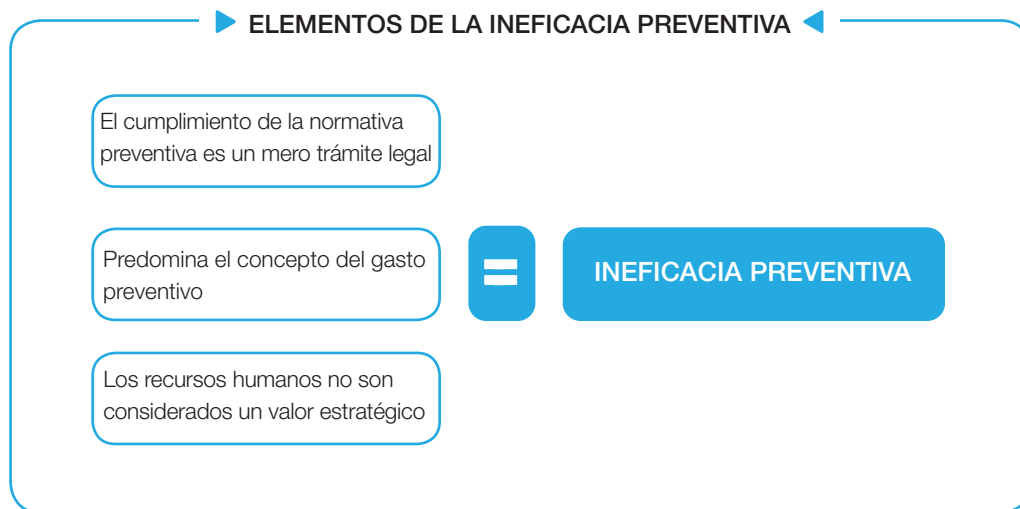 ELEMENTOS DE LA INEFICACIA PREVENTIVA
El cumplimiento de la normativa
preventiva es un mero trámite legal
Predomina el concepto del gasto
preventivo
=
INEFICACIA PREVENTIVA
Los recursos humanos no son
considerados un valor estratégico